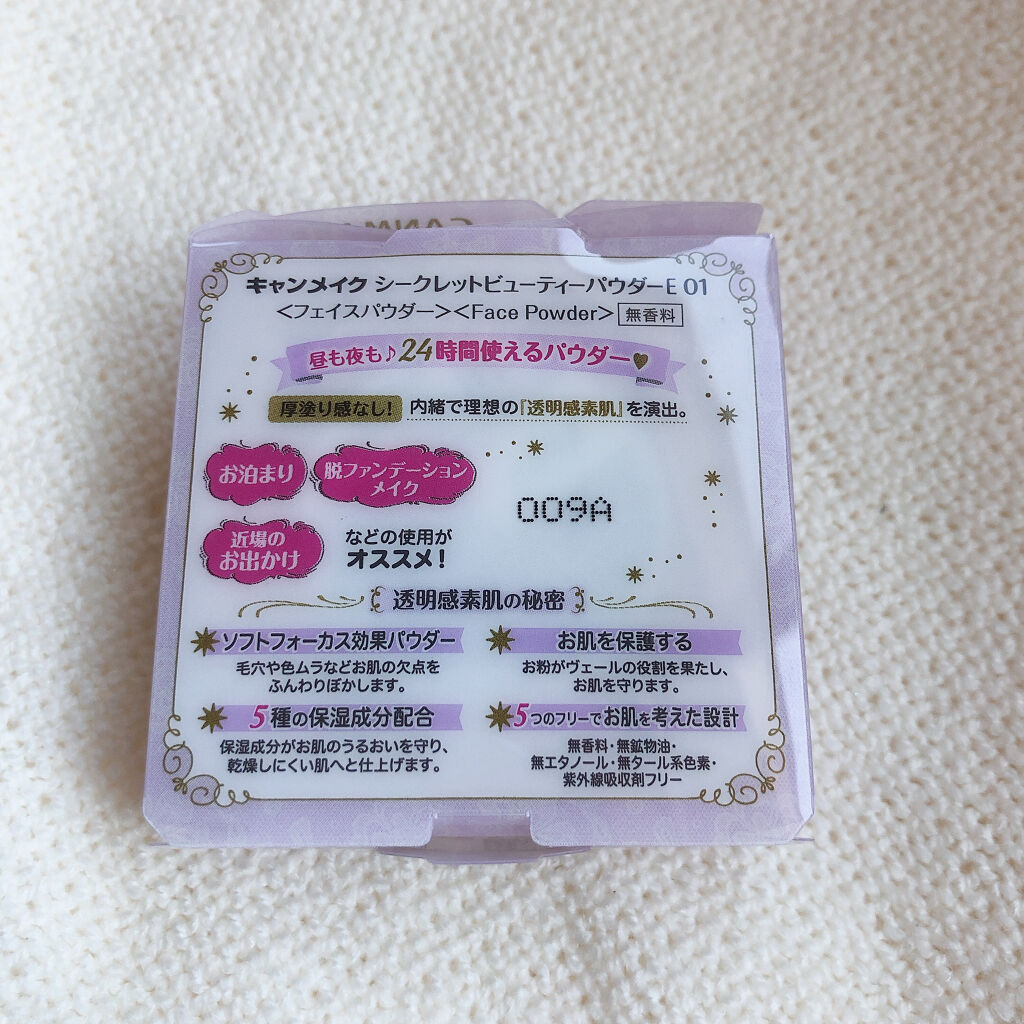 CANM
キャンメイク シークレットビューティーパウダーE 01
<フェイスパウダー><Face Powder> 無香料
昼も夜も♪24時間使えるパウダー
厚塗り感なし! 内緒で理想の『透明感素肌』を演出。
お泊まり
脱ファンデーション
メイク
009A
近場の
お出かけ
などの使用が
オススメ!
透明感素肌の秘密
ソフトフォーカス効果パウダー
毛穴や色ムラなどお肌の欠点を
ふんわりぼかします。
お肌を保護する
お粉がヴェールの役割を果たし、
お肌を守ります。
5種の保湿成分配合
保湿成分がお肌のうるおいを守り、
乾燥しにくい肌へと仕上げます。
5つのフリーでお肌を考えた設計
無香料・無鉱物油・
無エタノール・無タール系色素・
紫外線吸収剤フリー